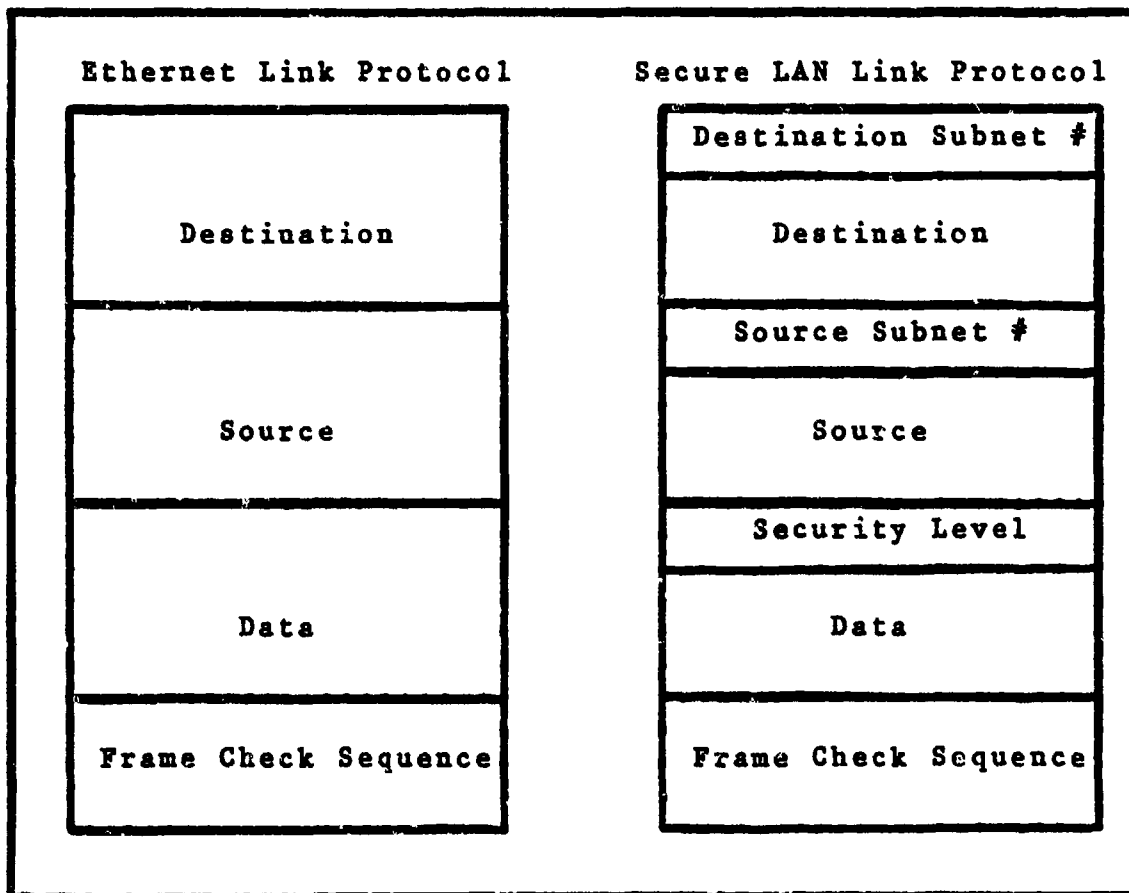 Ethernet Link Protocol
Destination
Source
Data
Frame Check Sequence
Secure LAN Link Protocol
Destination Subnet #
Destination
Source Subnet #
Source
Security Level
Data
Frame Check Sequence